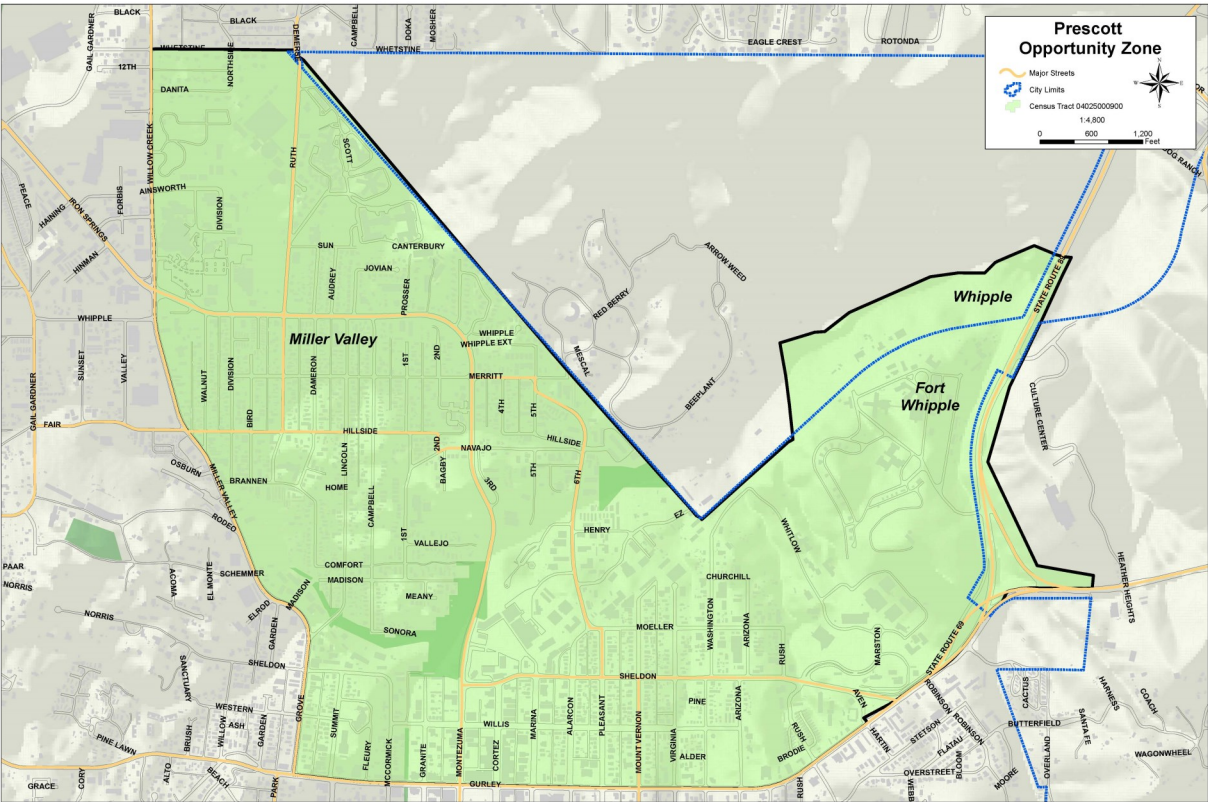 Prescott
Opportunity Zone
Major Streets
City Limits
Census Tract 04025000900
1:4,800
0 600 1,200
Feet
BLACK
BLACK
GAIL GARDNER
WHETSTINE
12TH
NORTHSIDE
DANITA
CAMPBELL
DOKA
MOSHER
WHETSTINE
EAGLE CREST
ROTONDA
WILLOW CREEK
RUTH
SCOTT
PEACE
HAINING
FORBIS
AINSWORTH
IRON SPRINGS
HINMAN
DIVISION
SUN
CANTERBURY
JOVIAN
AUDREY
PROSSER
ARROW WEED
RED BERRY
MESCAL
BEEPLANT
Whipple
STATE ROUTE 89
WHIPPLE
Miller Valley
WHIPPLE
WHIPPLE EXT
SUNSET
VALLEY
GAIL GARDNER
WALNUT
DIVISION
BIRD
DAMERON
1ST
2ND
MERRITT
4TH
5TH
Fort
Whipple
CULTURE CENTER
FAIR
HILLSIDE
LINCOLN
2ND
NAVAJO
HILLSIDE
OSBURN
MILLER VALLEY
BRANNEN
HOME
CAMPBELL
BAGBY
3RD
5TH
6TH
RODEO
1ST
VALLEJO
HENRY
EZ
WHITLOW
PAAR
NORRIS
ACOMA
EL MONTE
SCHEMMER
COMFORT
MADISON
MADISON
MEANY
CHURCHILL
HEATHER HEIGHTS
NORRIS
ELROD
GARDEN
SONORA
MOELLER
WASHINGTON
ARIZONA
RUSH
MARSTON
STATE ROUTE 69
SANCTUARY
SHELDON
SHELDON
WESTERN
ASH
BRUSH
WILLOW
GARDEN
GROVE
SUMMIT
FLEURY
MCCORMICK
GRANITE
MONTEZUMA
WILLIS
CORTEZ
MARINA
ALARCON
PLEASANT
MOUNT VERNON
VIRGINIA
PINE
ALDER
ARIZONA
RUSH
BRODIE
AVEN
HARTIN
ROBINSON
ROBINSON
STETSON
FLATAU
BLOOM
OVERSTREET
WEBB
MOORE
CACTUS
BUTTERFIELD
OVERLAND
SANTA FE
HARNESS
COACH
WAGONWHEEL
PINE LAWN
GRACE
CORY
ALTO
BEACH
PARK
GURLEY
RUSH